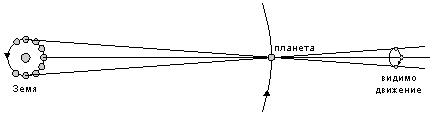 планета
Земя
видимо
движение